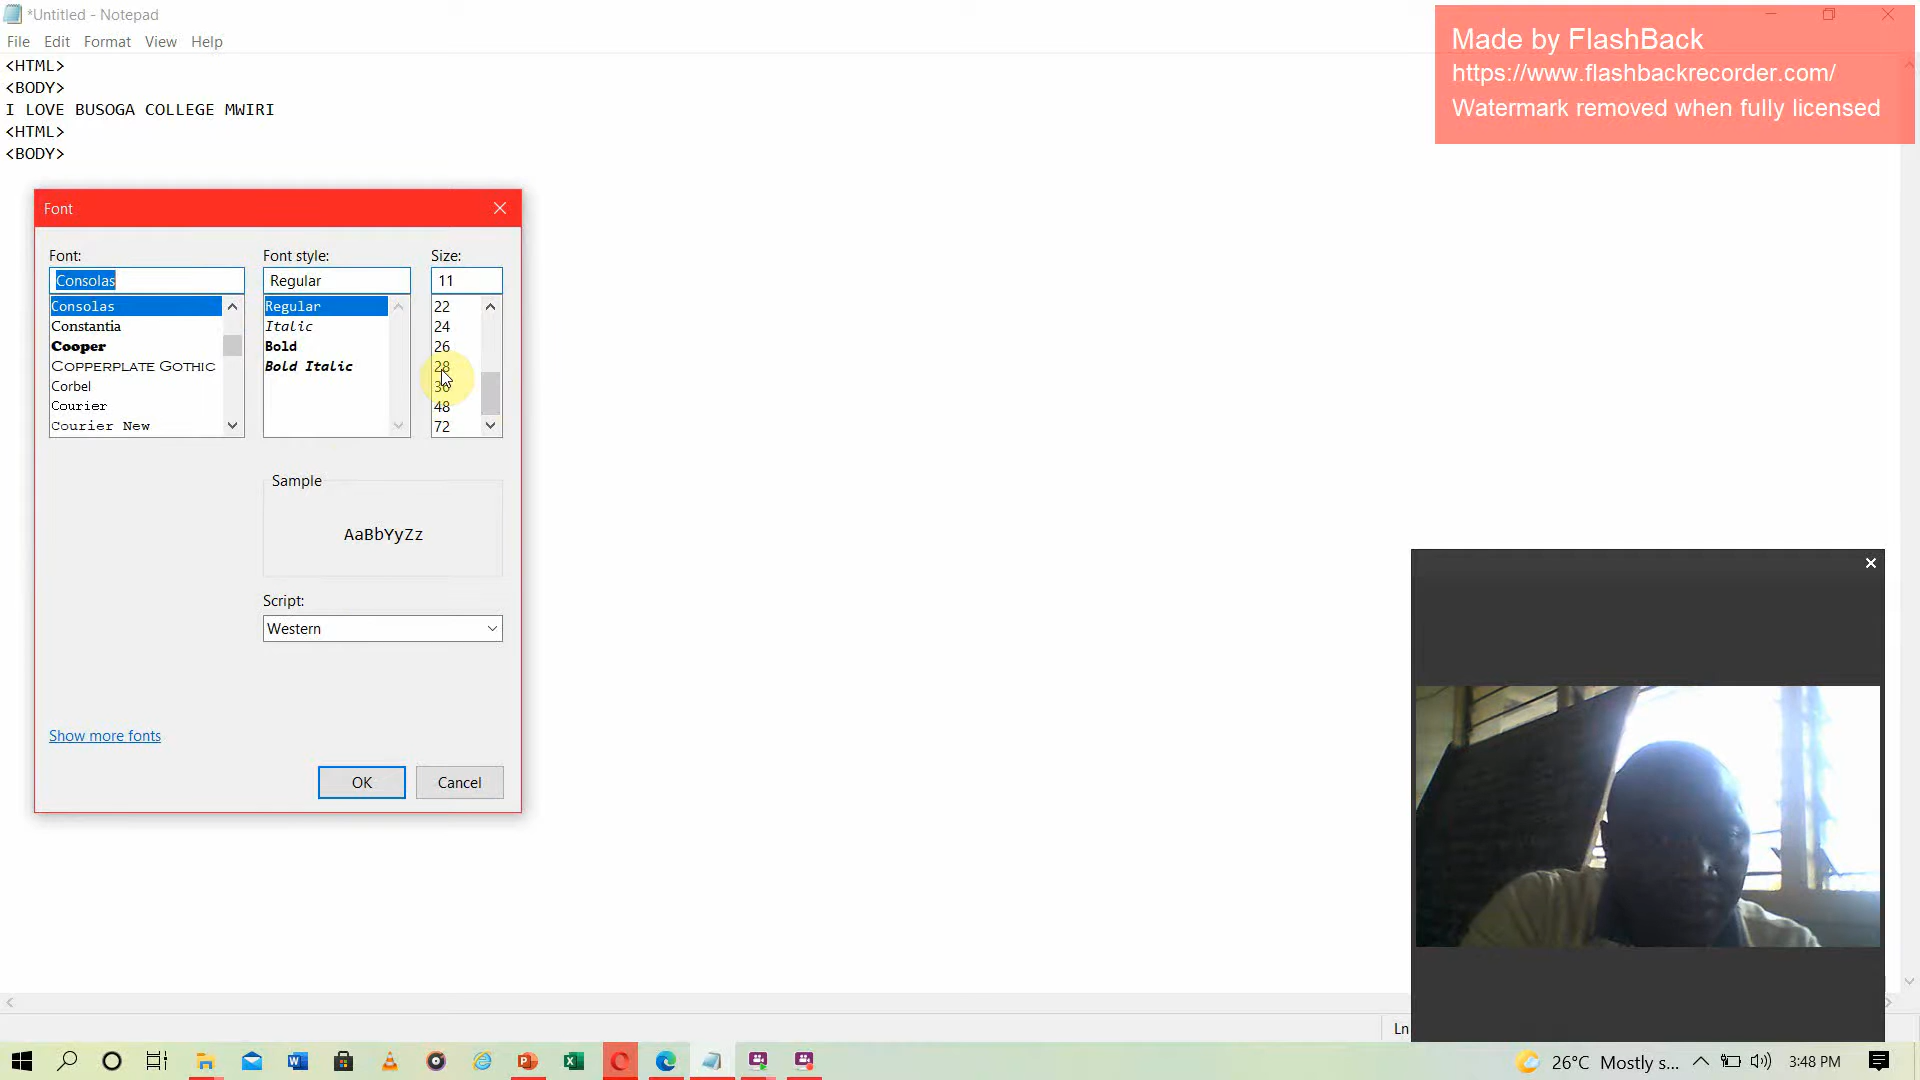 *Untitled - Notepad
File Edit Format View Help
<HTML>
<BODY>
I LOVE BUSOGA COLLEGE MWIRI
<HTML>
<BODY>
Made by FlashBack
https://www.flashbackrecorder.com/
Watermark removed when fully licensed
Font
Font: Font style: Size:
Consolas Regular 11
Consolas Regular 22
Constantia Italic 24
Cooper Bold 26
COPPERPLATE GOTHIC Bold Italic 28
Corbel 36
Courier 48
Courier New 72
Sample
AaBbYyZz
Script:
Western
Show more fonts
OK Cancel
Ln
26°C Mostly s... 3:48 PM